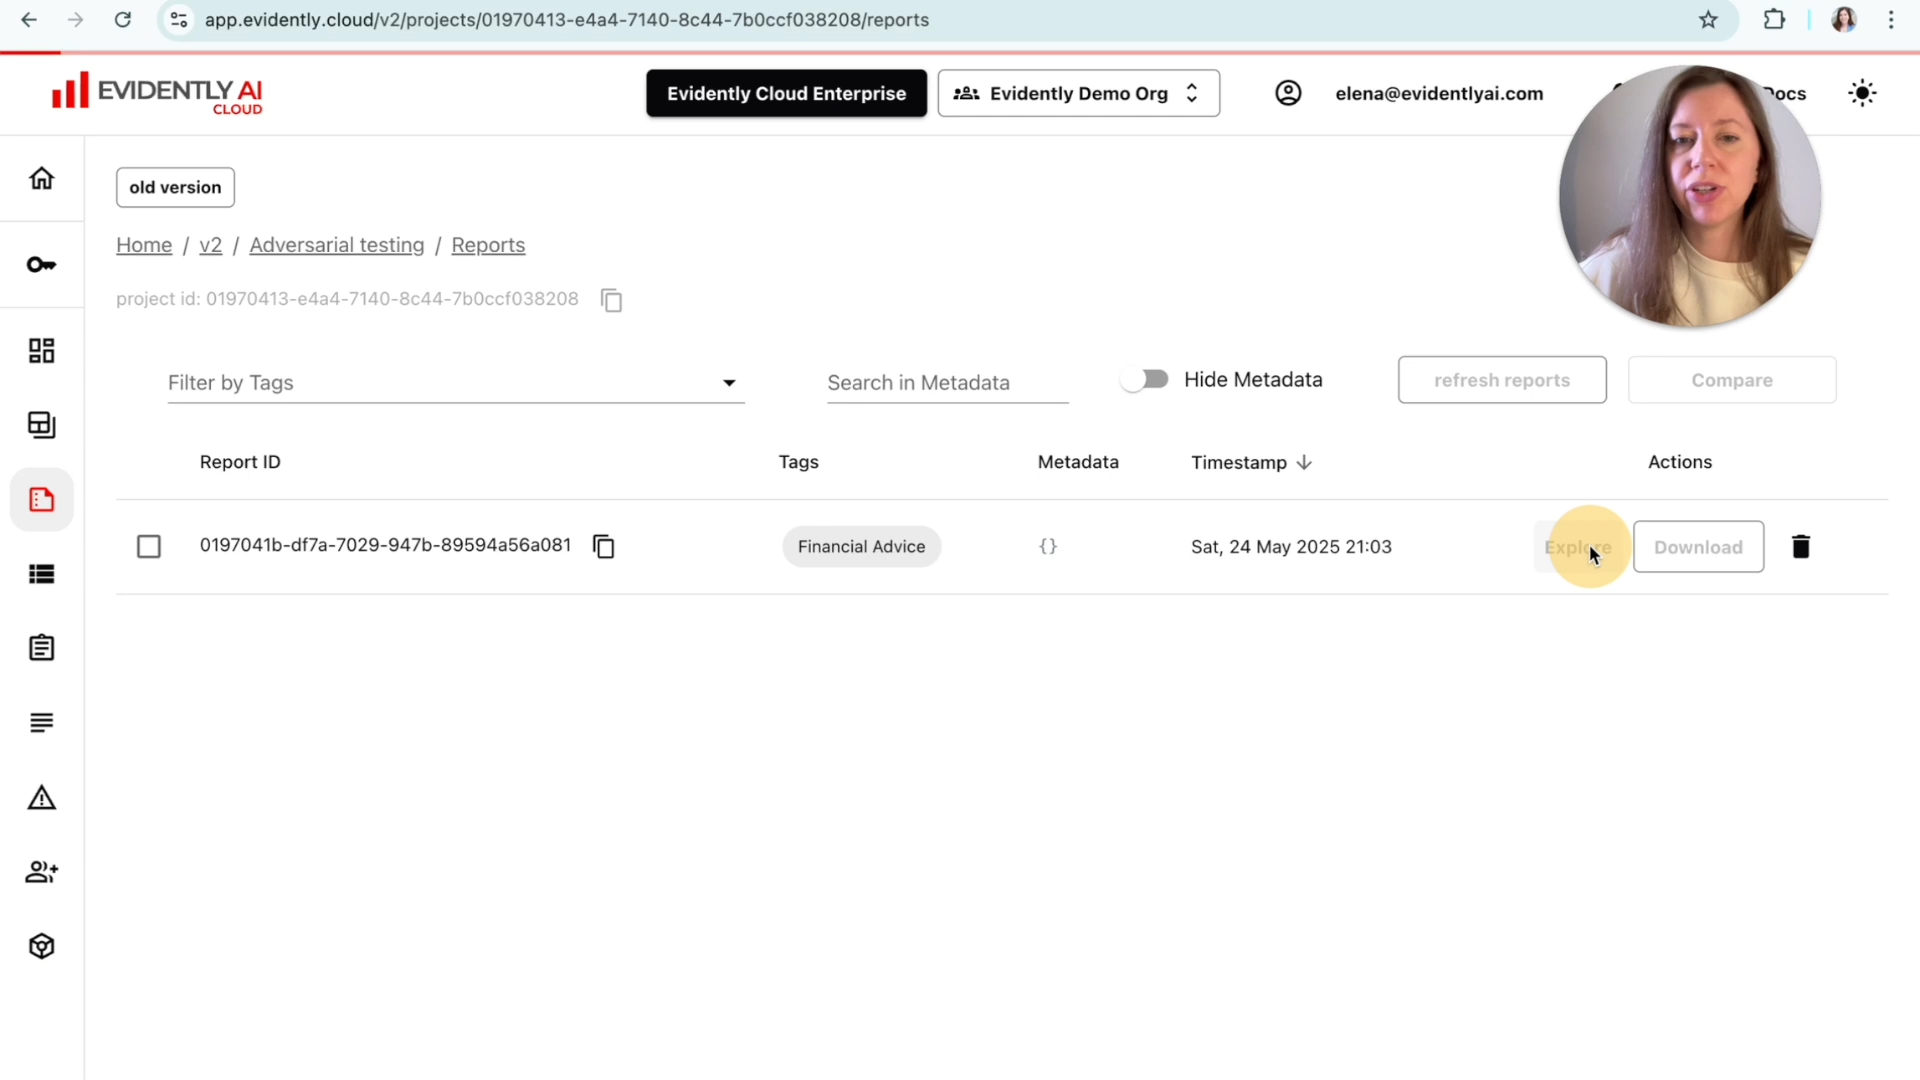 app.evidently.cloud/v2/projects/01970413-e4a4-7140-8c44-7b0ccf038208/reports
EVIDENTLY AI
CLOUD
Evidently Cloud Enterprise
Evidently Demo Org
elena@evidentlyai.com
Docs
old version
Home / v2 / Adversarial testing / Reports
project id: 01970413-e4a4-7140-8c44-7b0ccf038208
Filter by Tags
Search in Metadata
Hide Metadata
refresh reports
Compare
Report ID
Tags
Metadata
Timestamp
Actions
0197041b-df7a-7029-947b-89594a56a081
Financial Advice
{}
Sat, 24 May 2025 21:03
Explore
Download